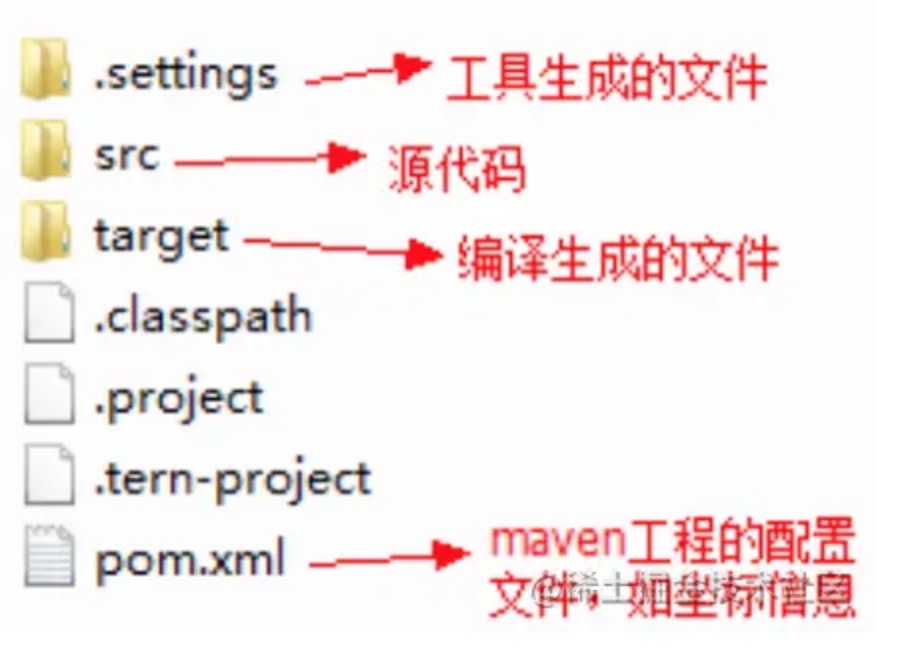 .settings 工具生成的文件
src 源代码
target 编译生成的文件
.classpath
.project
.tern-project
pom.xml maven工程的配置
文件，如坐标信息
@稀土掘金技术社区